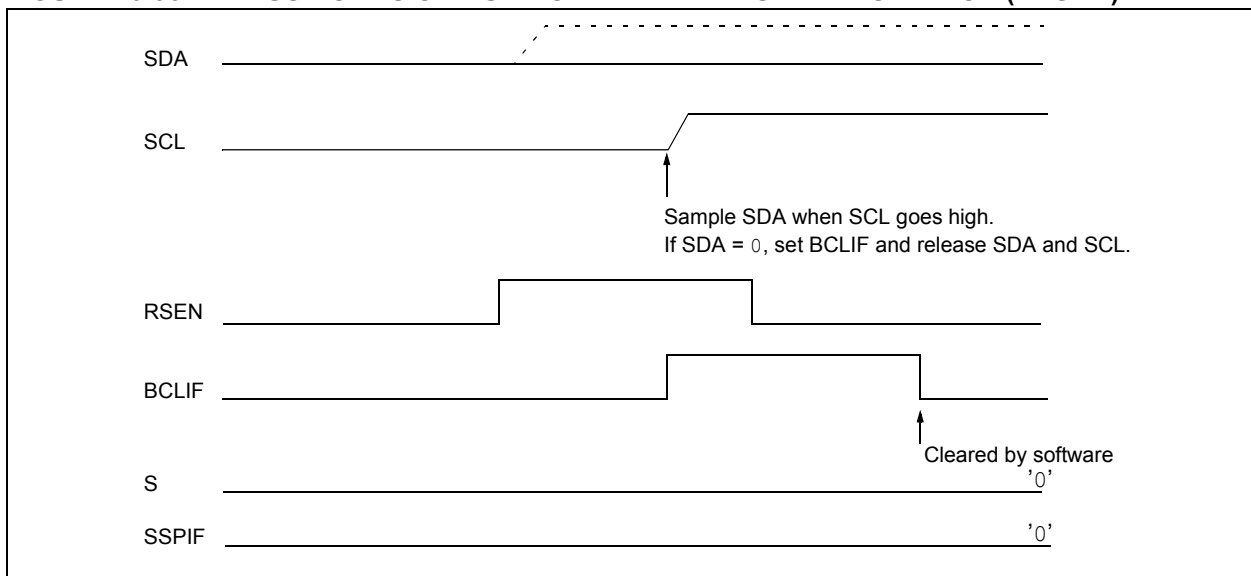 SDA
SCL
Sample SDA when SCL goes high.
If SDA = 0, set BCLIF and release SDA and SCL.
RSEN
BCLIF
Cleared by software
S
'0'
SSPIF
'0'